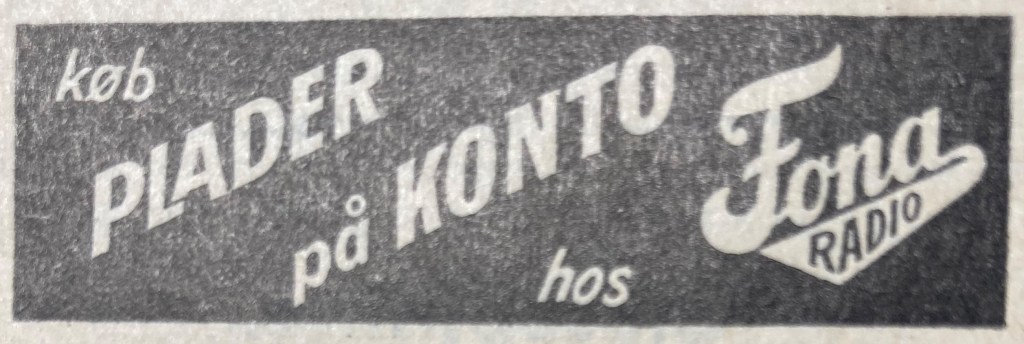 køb
PLADER
på KONTO
hos
Fona
RADIO